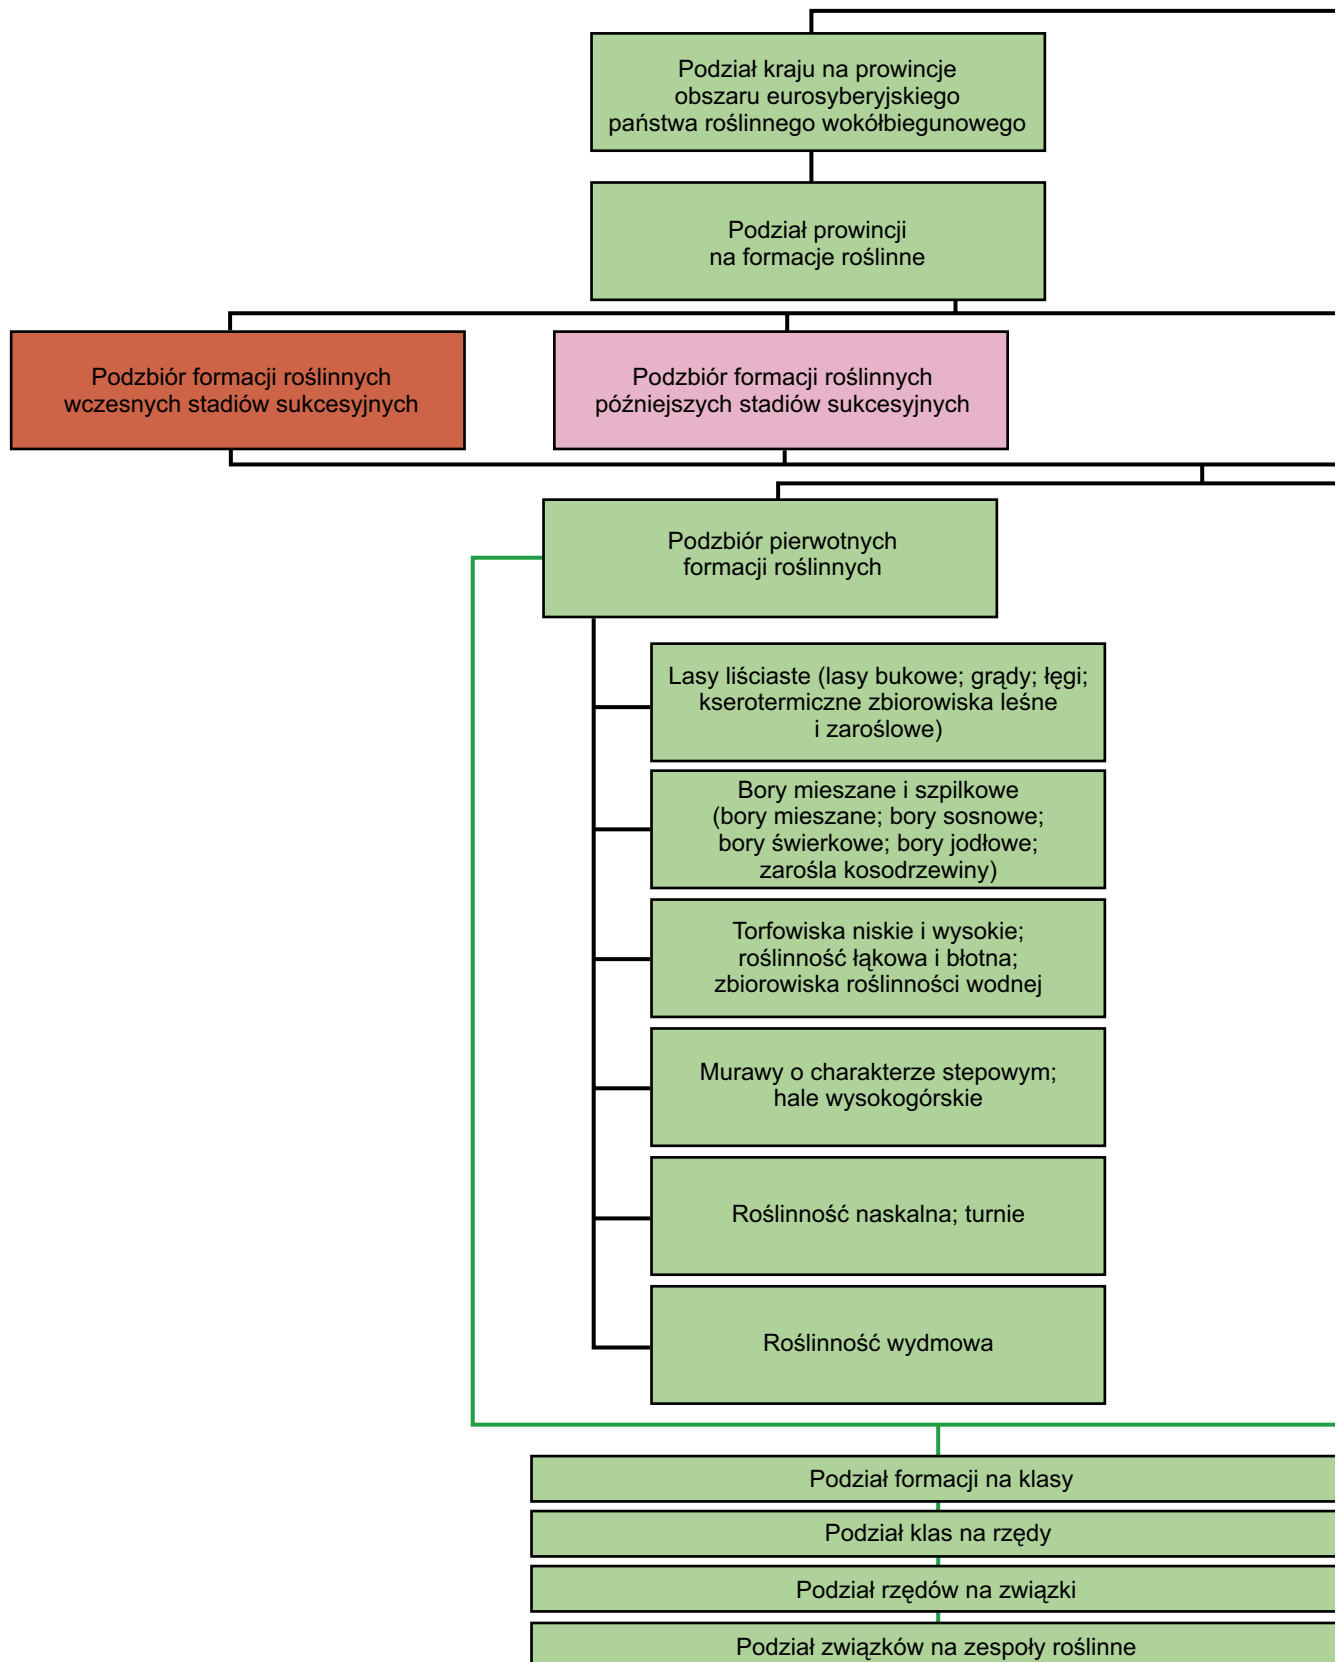 Podział kraju na prowincje
obszaru eurosyberyjskiego
państwa roślinnego wokółbiegunowego
Podział prowincji
na formacje roślinne
Podzbiór formacji roślinnych
wczesnych stadiów sukcesyjnych
Podzbiór formacji roślinnych
późniejszych stadiów sukcesyjnych
Podzbiór pierwotnych
formacji roślinnych
Lasy liściaste (lasy bukowe; grądy; łęgi;
kserotermiczne zbiorowiska leśne
i zaroślowe)
Bory mieszane i szpilkowe
(bory mieszane; bory sosnowe;
bory świerkowe; bory jodłowe;
zarośla kosodrzewiny)
Torfowiska niskie i wysokie;
roślinność łąkowa i błotna;
zbiorowiska roślinności wodnej
Murawy o charakterze stepowym;
hale wysokogórskie
Roślinność naskalna; turnie
Roślinność wydmowa
Podział formacji na klasy
Podział klas na rzędy
Podział rzędów na związki
Podział związków na zespoły roślinne